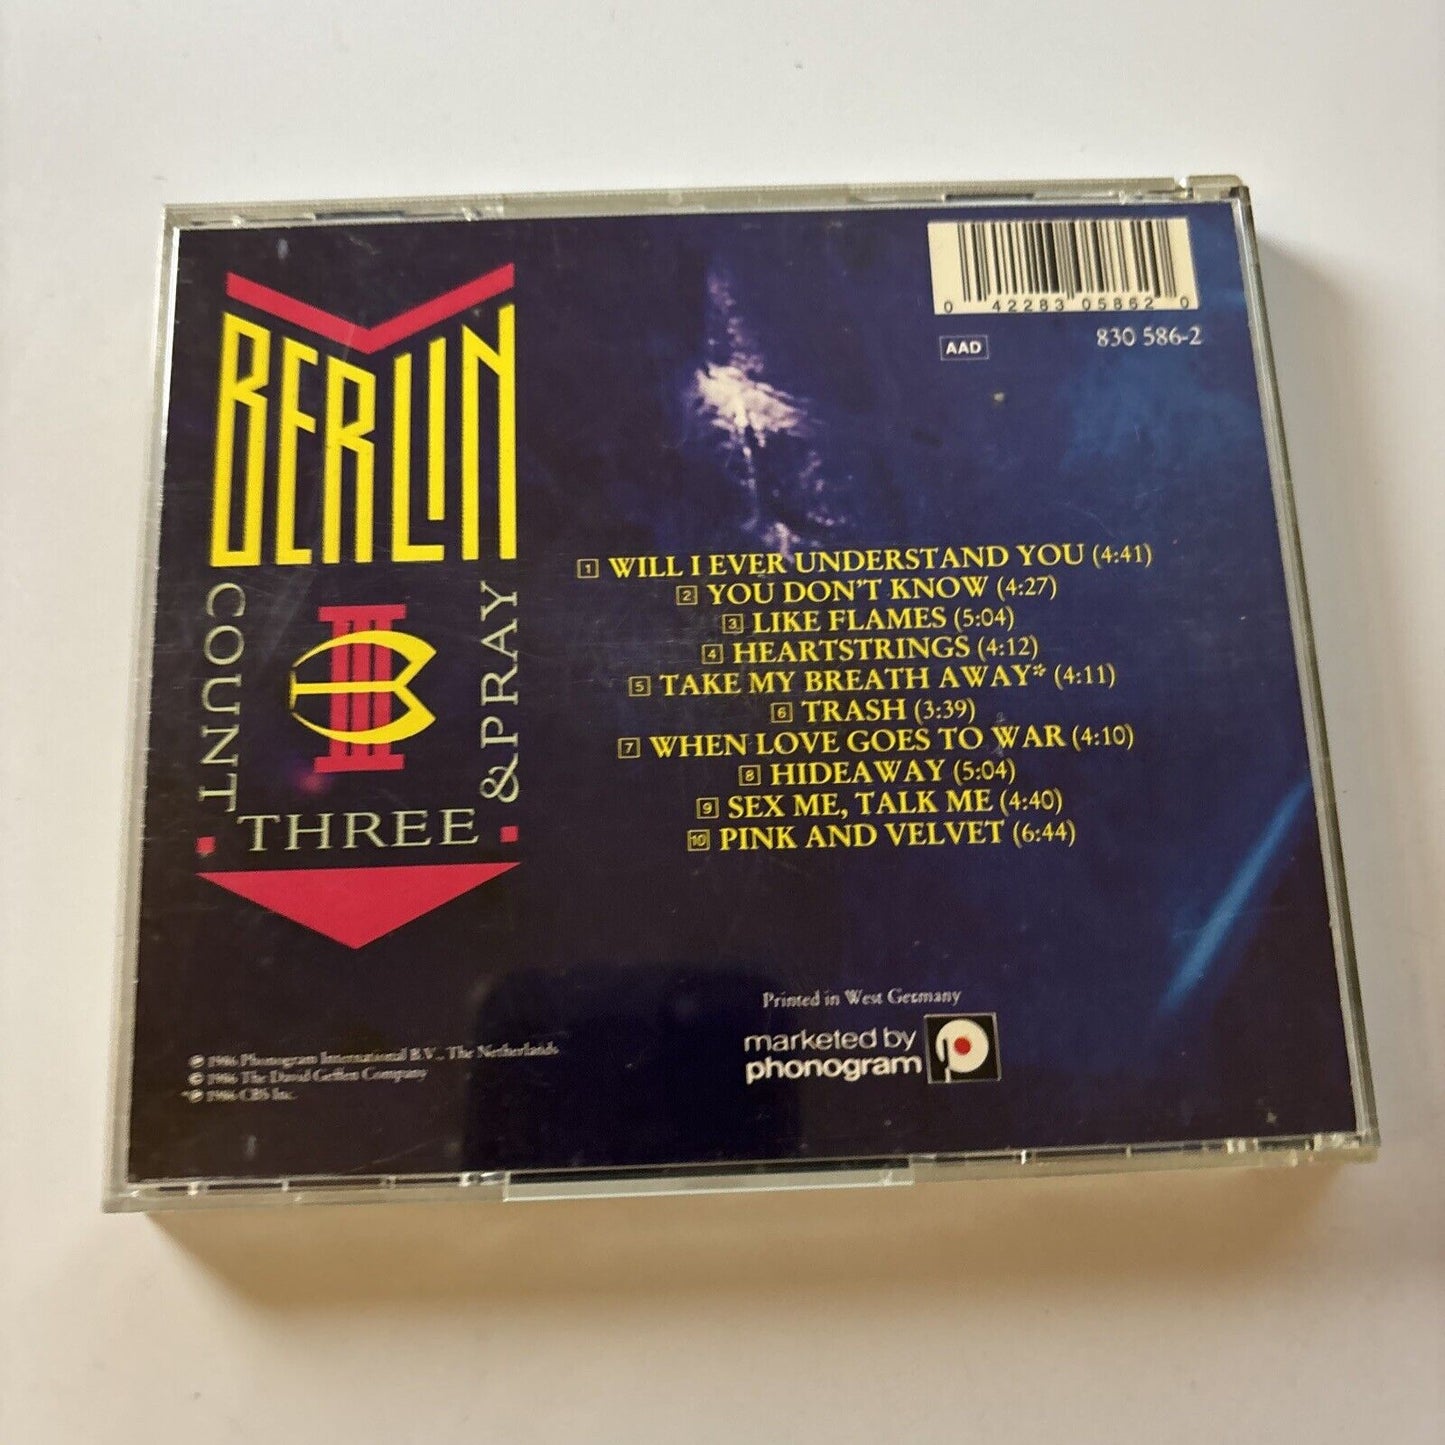 BERLIN
COUNT
THREE
& PRAY
0 42283 05862 0
AAD
830 586-2
1 WILL I EVER UNDERSTAND YOU (4:41)
2 YOU DON'T KNOW (4:27)
3 LIKE FLAMES (5:04)
4 HEARTSTRINGS (4:12)
5 TAKE MY BREATH AWAY* (4:11)
6 TRASH (3:39)
7 WHEN LOVE GOES TO WAR (4:10)
8 HIDEAWAY (5:04)
9 SEX ME, TALK ME (4:40)
10 PINK AND VELVET (6:44)
Printed in West Germany
marketed by
phonogram
℗ 1986 Phonogram International B.V., The Netherlands
© 1986 The David Geffen Company
*℗ 1986 CBS Inc.